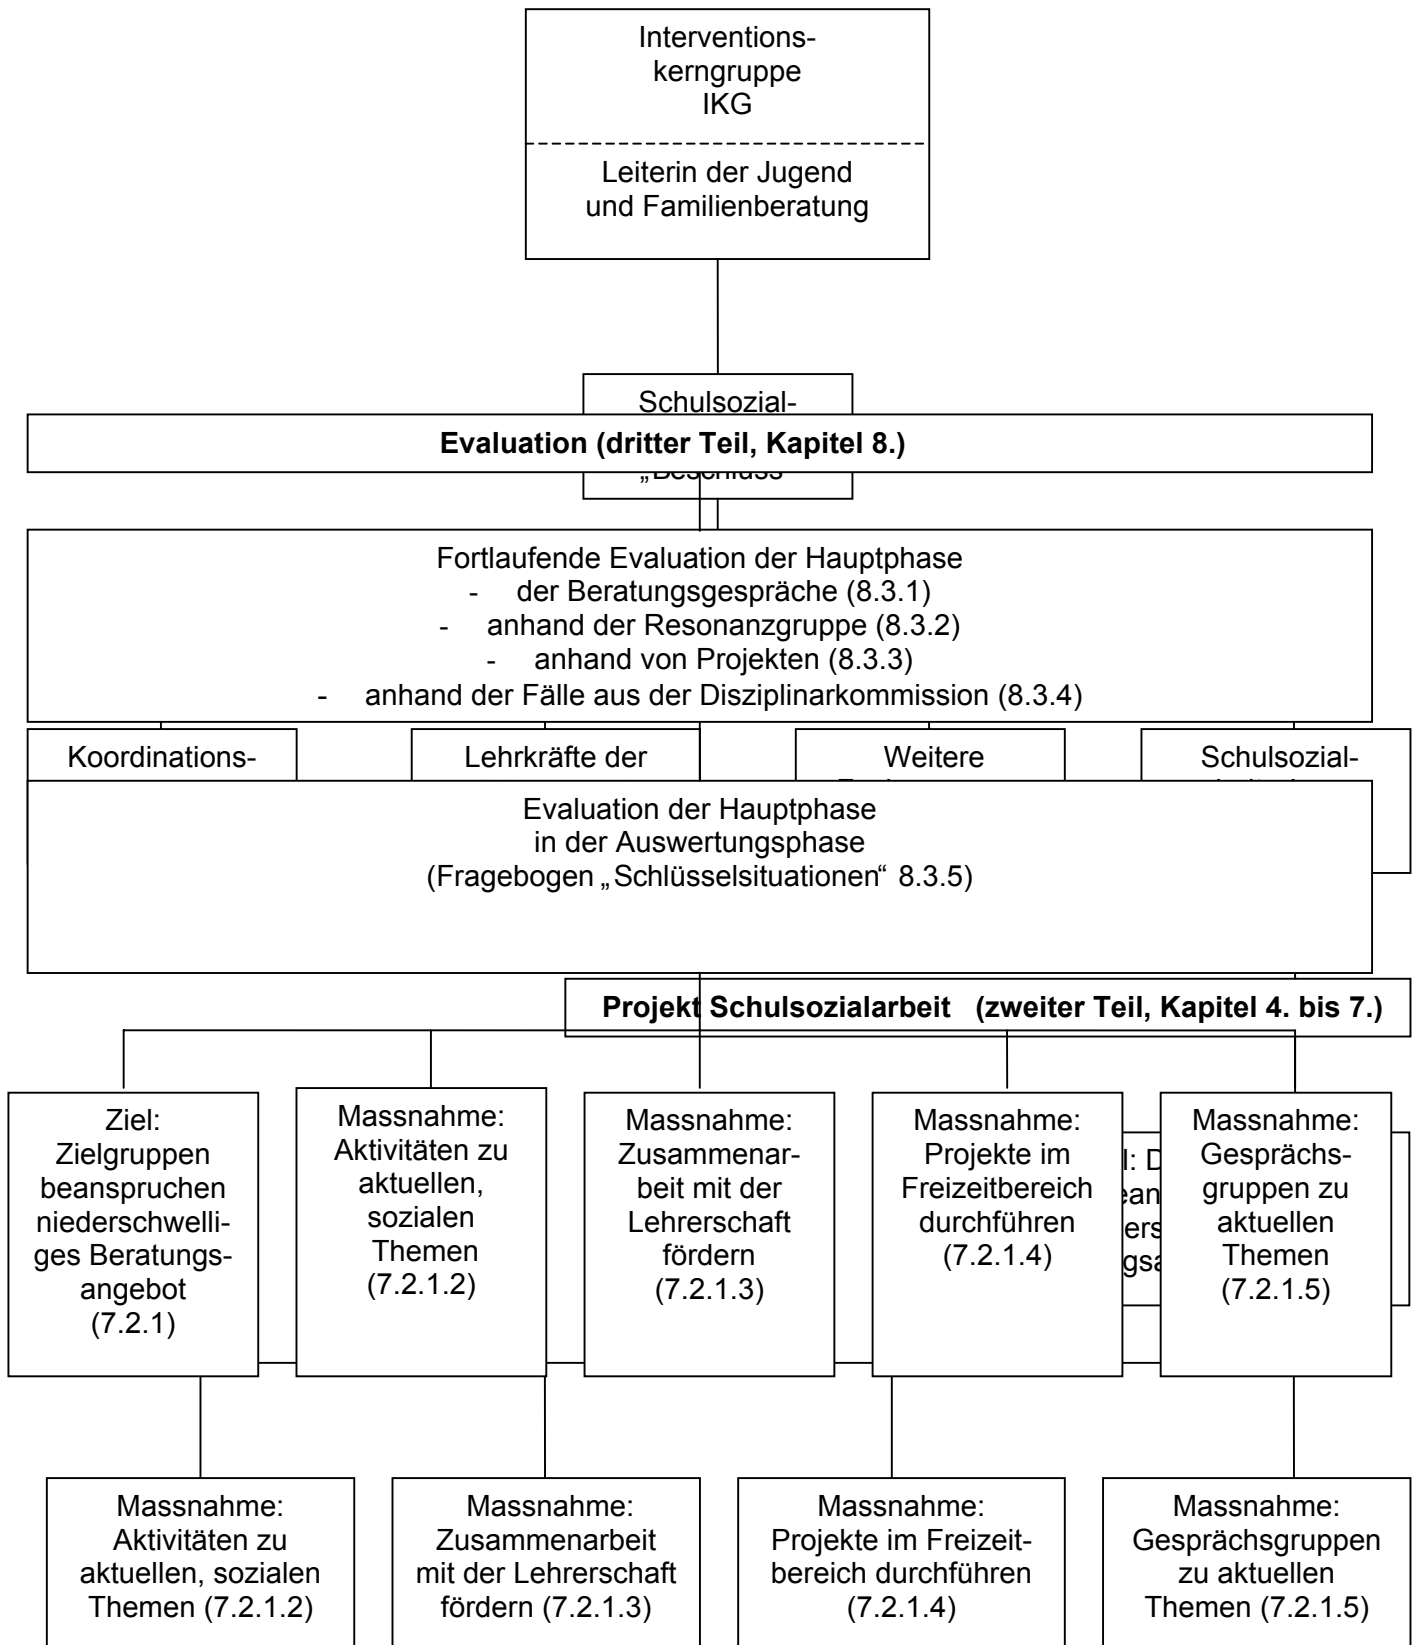 Interventions-
kerngruppe
IKG
Leiterin der Jugend
und Familienberatung
Schulsozial-
Evaluation (dritter Teil, Kapitel 8.)
„Beschluss“
Fortlaufende Evaluation der Hauptphase
- der Beratungsgespräche (8.3.1)
- anhand der Resonanzgruppe (8.3.2)
- anhand von Projekten (8.3.3)
- anhand der Fälle aus der Disziplinarkommission (8.3.4)
Koordinations-
Lehrkräfte der
Weitere
Schulsozial-
Evaluation der Hauptphase
in der Auswertungsphase
(Fragebogen „Schlüsselsituationen“ 8.3.5)
Projekt Schulsozialarbeit (zweiter Teil, Kapitel 4. bis 7.)
Ziel:
Zielgruppen
beanspruchen
niederschwelli-
ges Beratungs-
angebot
(7.2.1)
Massnahme:
Aktivitäten zu
aktuellen,
sozialen
Themen
(7.2.1.2)
Massnahme:
Zusammenar-
beit mit der
Lehrerschaft
fördern
(7.2.1.3)
Massnahme:
Projekte im
Freizeitbereich
durchführen
(7.2.1.4)
Massnahme:
Gesprächs-
gruppen zu
aktuellen
Themen
(7.2.1.5)
Massnahme:
Aktivitäten zu
aktuellen, sozialen
Themen (7.2.1.2)
Massnahme:
Zusammenarbeit
mit der Lehrerschaft
fördern (7.2.1.3)
Massnahme:
Projekte im Freizeit-
bereich durchführen
(7.2.1.4)
Massnahme:
Gesprächsgruppen
zu aktuellen
Themen (7.2.1.5)